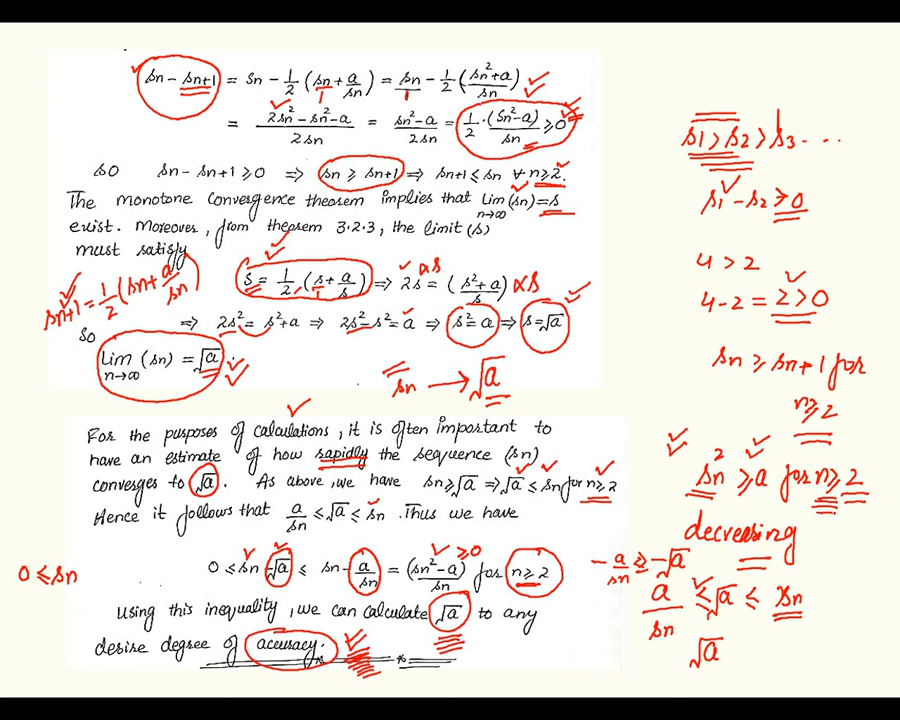 sn - sn+1 = sn - 1/2 (sn + a/sn) = sn - 1/2 (sn²+a/sn)
= 2sn² - sn² - a / 2sn = sn² - a / 2sn = 1/2 · (sn² - a)/sn ≥ 0
so sn - sn+1 ≥ 0 ⇒ sn ≥ sn+1 ⇒ sn+1 ≤ sn ∀ n ≥ 2.
The monotone convergence theorem implies that Lim n→∞ (sn) = s
exist. Moreover, from theorem 3.2.3, the limit (s)
must satisfy
sn+1 = 1/2 (sn + a/sn)
s = 1/2 · (s + a/s) ⇒ 2s = (s² + a)/s
αs
αs
⇒ 2s² = s² + a ⇒ 2s² - s² = a ⇒ s² = a ⇒ s = √a
So
Lim n→∞ (sn) = √a .
sn → √a
For the purposes of calculations, it is often important to
have an estimate of how rapidly the sequence (sn)
converges to √a . As above, we have sn ≥ √a ⇒ √a ≤ sn for n ≥ 2
Hence it follows that a/sn ≤ √a ≤ sn . Thus we have
0 ≤ sn - √a ≤ sn - a/sn = (sn² - a)/sn for n ≥ 2
≥0
0 ≤ sn
Using this inequality, we can calculate √a to any
desire degree of accuracy.
s1 > s2 > s3 - ...
s1 - s2 ≥ 0
4 > 2
4 - 2 = 2 > 0
sn ≥ sn+1 for
n ≥ 2
sn² ≥ a for n ≥ 2
decreasing
- a/sn ≥ -√a
a/sn ≤ √a ≤ sn
√a